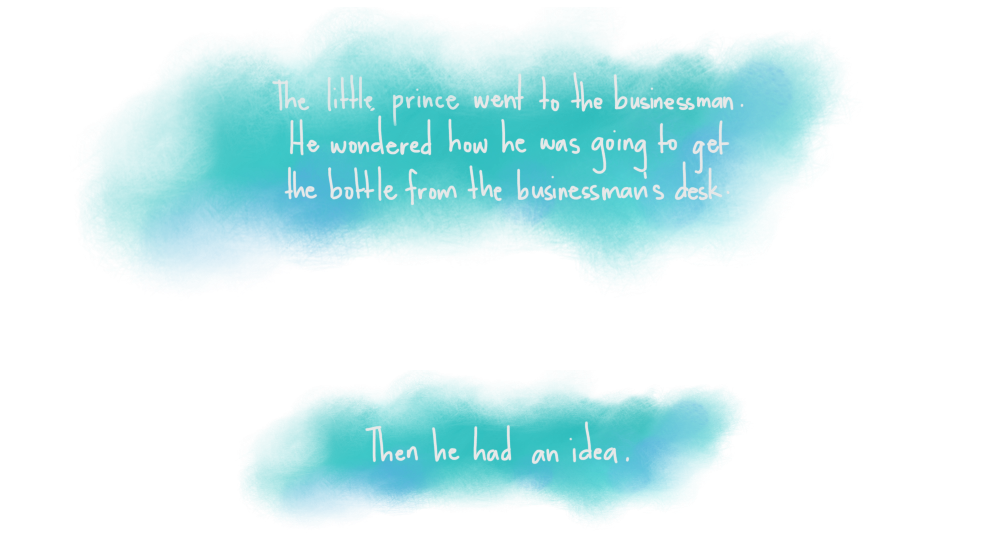 The little prince went to the businessman.
He wondered how he was going to get
the bottle from the businessman's desk.
Then he had an idea.